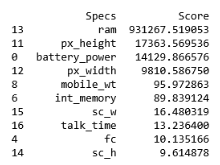 Specs Score
13 ram 931267.519053
11 px_height 17363.569536
0 battery_power 14129.866576
12 px_width 9810.586750
8 mobile_wt 95.972863
6 int_memory 89.839124
15 sc_w 16.480319
16 talk_time 13.236400
4 fc 10.135166
14 sc_h 9.614878